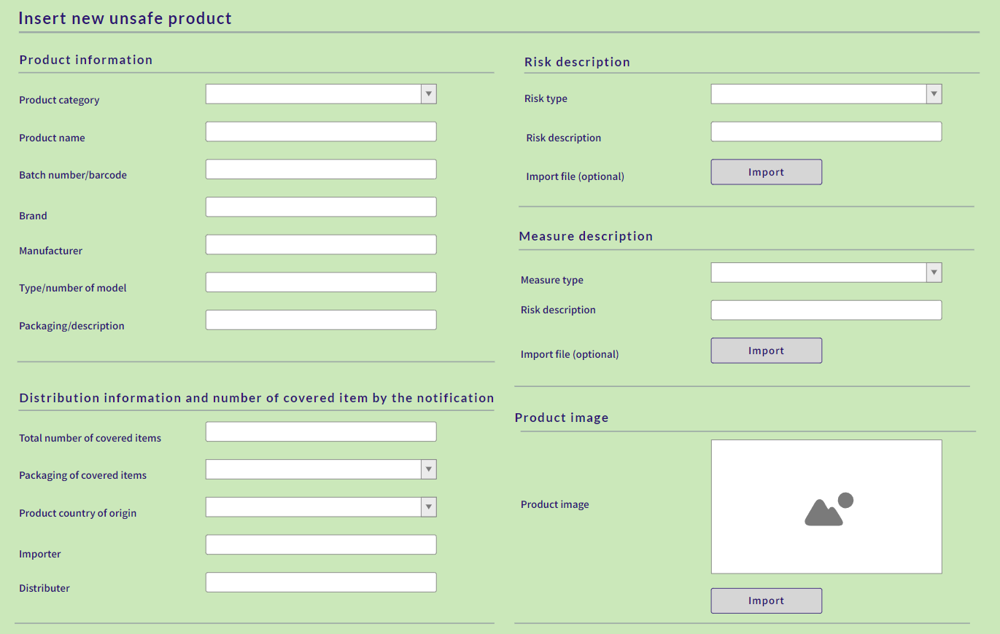 Insert new unsafe product
Product information
Product category
Product name
Batch number/barcode
Brand
Manufacturer
Type/number of model
Packaging/description
Distribution information and number of covered item by the notification
Total number of covered items
Packaging of covered items
Product country of origin
Importer
Distributer
Risk description
Risk type
Risk description
Import file (optional)
Import
Measure description
Measure type
Risk description
Import file (optional)
Import
Product image
Product image
Import